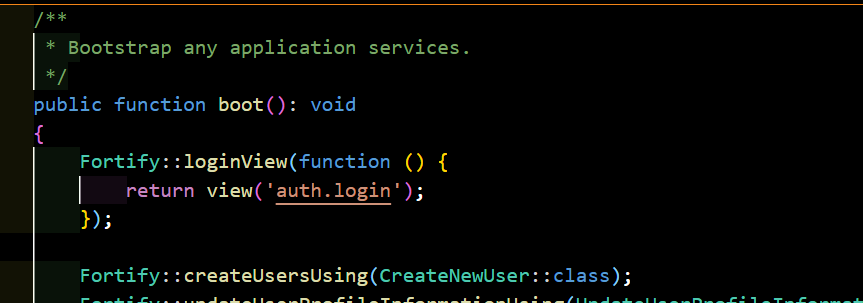 /**
* Bootstrap any application services.
*/
public function boot(): void
{
Fortify::loginView(function () {
return view('auth.login');
});
Fortify::createUsersUsing(CreateNewUser::class);
Fortify::updateUserProfileInformationUsing(UpdateUserProfileInformat